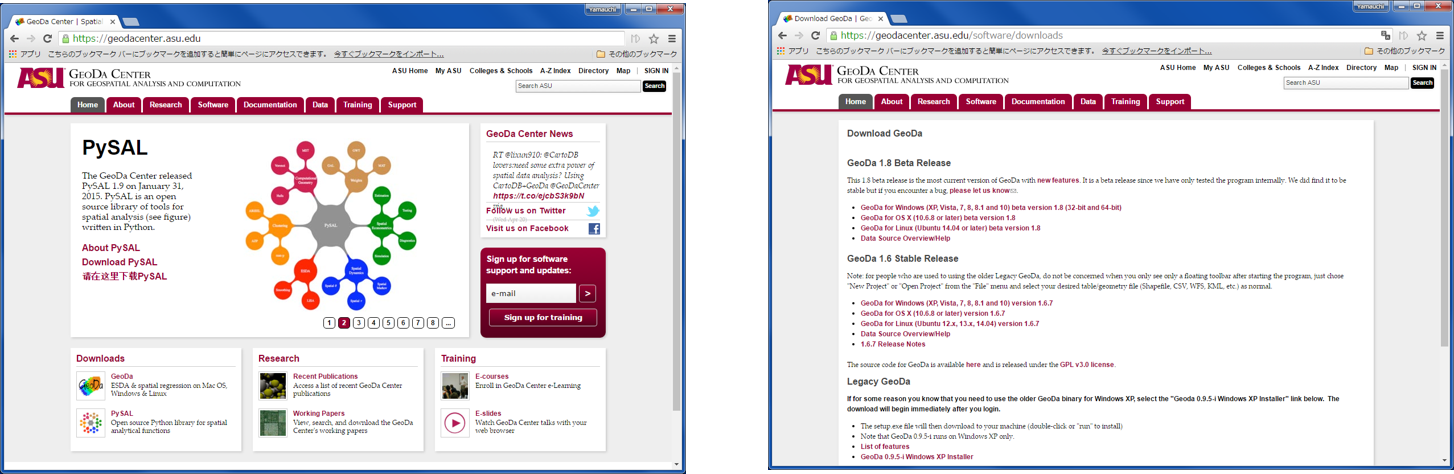 Yamauchi
GeoDa Center | Spatial
https://geodacenter.asu.edu
アプリ こちらのブックマーク バーにブックマークを追加すると簡単にページにアクセスできます。 今すぐブックマークをインポート... その他のブックマーク
ASU GEODA CENTER
FOR GEOSPATIAL ANALYSIS AND COMPUTATION
ASU Home My ASU Colleges & Schools A-Z Index Directory Map | SIGN IN
Search ASU Search
Home About Research Software Documentation Data Training Support
PySAL
The GeoDa Center released
PySAL 1.9 on January 31,
2015. PySAL is an open
source library of tools for
spatial analysis (see figure)
written in Python.
About PySAL
Download PySAL
请在这里下载PySAL
PySAL
1 2 3 4 5 6 7 8 ...
GeoDa Center News
RT @lixun910: @CartoDB
lovers:need some extra power of
spatial data analysis? Using
CartoDB+GeoDa @GeoDaCenter
https://t.co/ejcbS3k9bN
Follow us on Twitter
Visit us on Facebook
Sign up for software
support and updates:
e-mail >
Sign up for training
Downloads
GeoDa
ESDA & spatial regression on Mac OS,
Windows & Linux
PySAL
Open source Python library for spatial
analytical functions
Research
Recent Publications
Access a list of recent GeoDa Center
publications
Working Papers
View, search, and download the GeoDa
Center's working papers
Training
E-courses
Enroll in GeoDa Center e-Learning
E-slides
Watch GeoDa Center talks with your
web browser
Yamauchi
Download GeoDa | Geo
https://geodacenter.asu.edu/software/downloads
アプリ こちらのブックマーク バーにブックマークを追加すると簡単にページにアクセスできます。 今すぐブックマークをインポート... その他のブックマーク
ASU GEODA CENTER
FOR GEOSPATIAL ANALYSIS AND COMPUTATION
ASU Home My ASU Colleges & Schools A-Z Index Directory Map | SIGN IN
Search ASU Search
Home About Research Software Documentation Data Training Support
Download GeoDa
GeoDa 1.8 Beta Release
This 1.8 beta release is the most current version of GeoDa with new features. It is a beta release since we have only tested the program internally. We did find it to be
stable but if you encounter a bug, please let us know.
GeoDa for Windows (XP, Vista, 7, 8, 8.1 and 10) beta version 1.8 (32-bit and 64-bit)
GeoDa for OS X (10.6.8 or later) beta version 1.8
GeoDa for Linux (Ubuntu 14.04 or later) beta version 1.8
Data Source Overview/Help
GeoDa 1.6 Stable Release
Note: for people who are used to using the older Legacy GeoDa, do not be concerned when you only see only a floating toolbar after starting the program, just chose
"New Project" or "Open Project" from the "File" menu and select your desired table/geometry file (Shapefile, CSV, WFS, KML, etc.) as normal.
GeoDa for Windows (XP, Vista, 7, 8, 8.1 and 10) version 1.6.7
GeoDa for OS X (10.6.8 or later) version 1.6.7
GeoDa for Linux (Ubuntu 12.x, 13.x, 14.04) version 1.6.7
Data Source Overview/Help
1.6.7 Release Notes
The source code for GeoDa is available here and is released under the GPL v3.0 license.
Legacy GeoDa
If for some reason you know that you need to use the older GeoDa binary for Windows XP, select the "Geoda 0.9.5-i Windows XP Installer" link below. The
download will begin immediately after you login.
The setup.exe file will then download to your machine (double-click or "run" to install)
Note that GeoDa 0.9.5-i runs on Windows XP only.
List of features
GeoDa 0.9.5-i Windows XP Installer